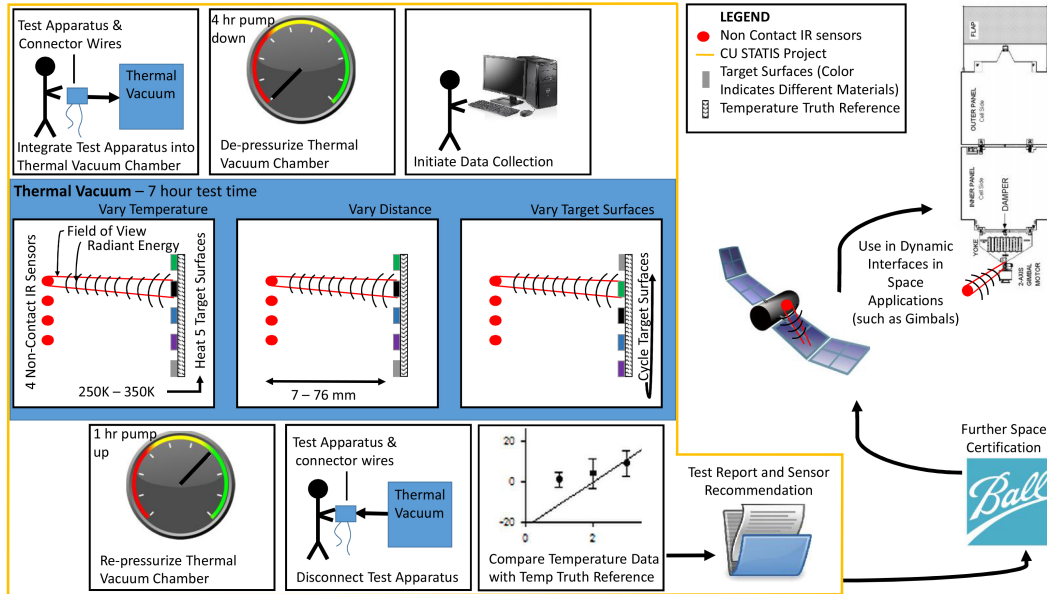 Test Apparatus &
Connector Wires
Thermal
Vacuum
Integrate Test Apparatus into
Thermal Vacuum Chamber
4 hr pump
down
De-pressurize Thermal
Vacuum Chamber
Initiate Data Collection
LEGEND
Non Contact IR sensors
CU STATIS Project
Target Surfaces (Color
Indicates Different Materials)
Temperature Truth Reference
Thermal Vacuum – 7 hour test time
Vary Temperature
Field of View
Radiant Energy
4 Non-Contact IR Sensors
Heat 5 Target Surfaces
250K – 350K
Vary Distance
7 – 76 mm
Vary Target Surfaces
Cycle Target Surfaces
1 hr pump
up
Re-pressurize Thermal
Vacuum Chamber
Test Apparatus &
connector wires
Thermal
Vacuum
Disconnect Test Apparatus
20
0
-20
0
2
Compare Temperature Data
with Temp Truth Reference
Test Report and Sensor
Recommendation
Further Space
Certification
Ball
Use in Dynamic
Interfaces in
Space
Applications
(such as Gimbals)
FLAP
OUTER PANEL
Cell Side
INNER PANEL
Cell Side
DAMPER
YOKE
2-AXIS
GIMBAL
MOTOR